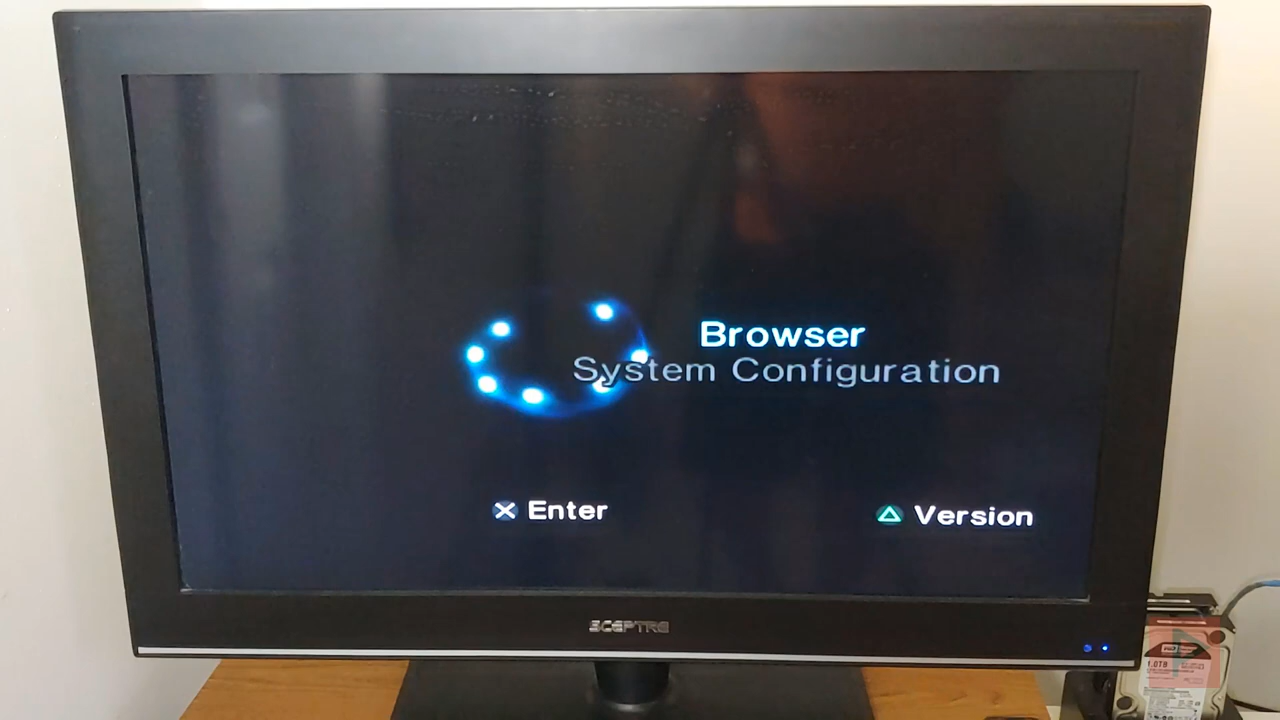 Browser
System Configuration
Enter
Version
SCEPTRE
1.0TB